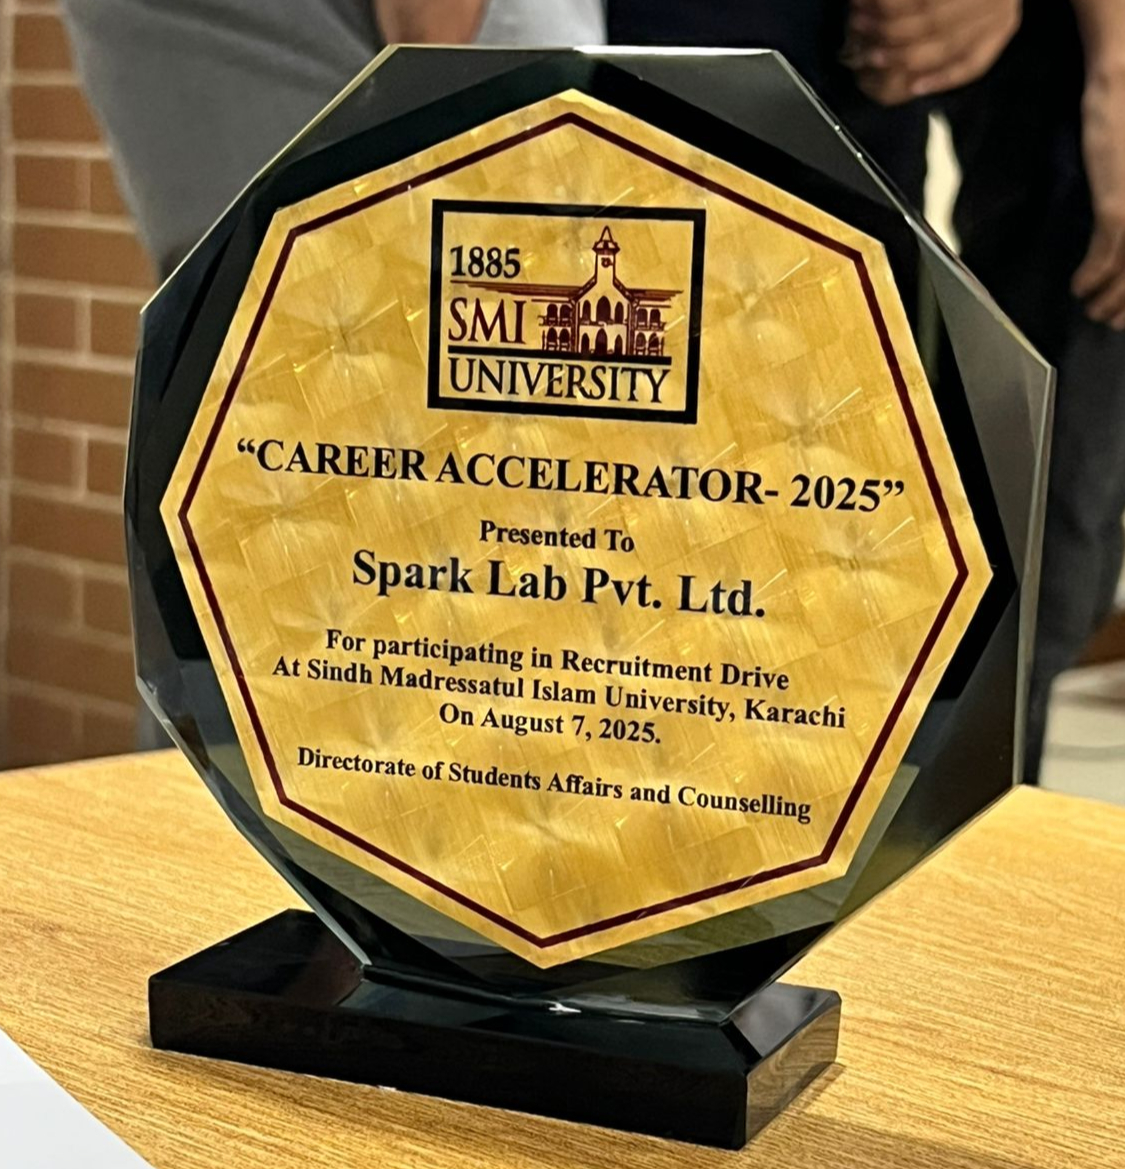 1885
SMI
UNIVERSITY
“CAREER ACCELERATOR- 2025”
Presented To
Spark Lab Pvt. Ltd.
For participating in Recruitment Drive
At Sindh Madressatul Islam University, Karachi
On August 7, 2025.
Directorate of Students Affairs and Counselling